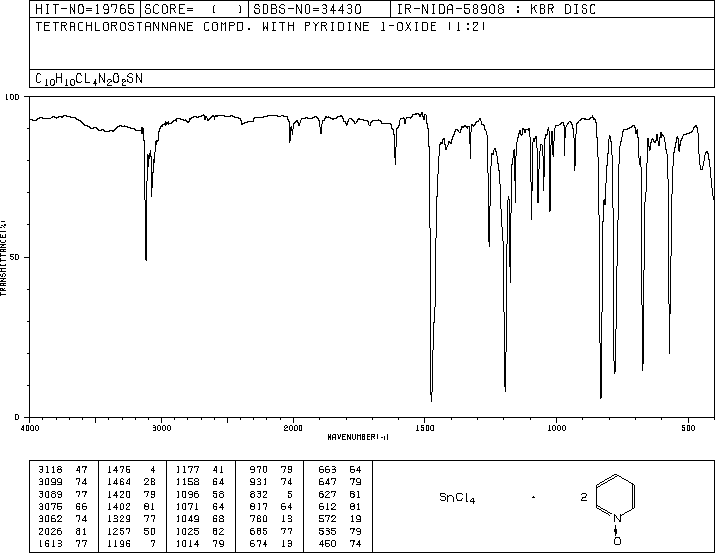 HIT-NO=19765 SCORE= ( ) SDBS-NO=34430 IR-NIDA-58908 : KBR DISC
TETRACHLOROSTANNANE COMPD. WITH PYRIDINE 1-OXIDE (1:2)
C10H10CL4N2O2SN
100
50
0
TRANSMITTANCE(%)
4000 3000 2000 1500 1000 500
WAVENUMBER(-1)
3118 47 1476 4 1177 41 970 79 663 64
3099 74 1464 28 1158 64 931 74 647 79
3089 77 1420 79 1096 58 832 5 627 81
3075 66 1402 81 1071 64 817 64 612 81
3062 74 1329 77 1049 68 780 13 572 19
2026 81 1257 50 1025 62 685 77 535 79
1613 77 1196 7 1014 79 674 13 460 74
SnCl4 . 2
N
O